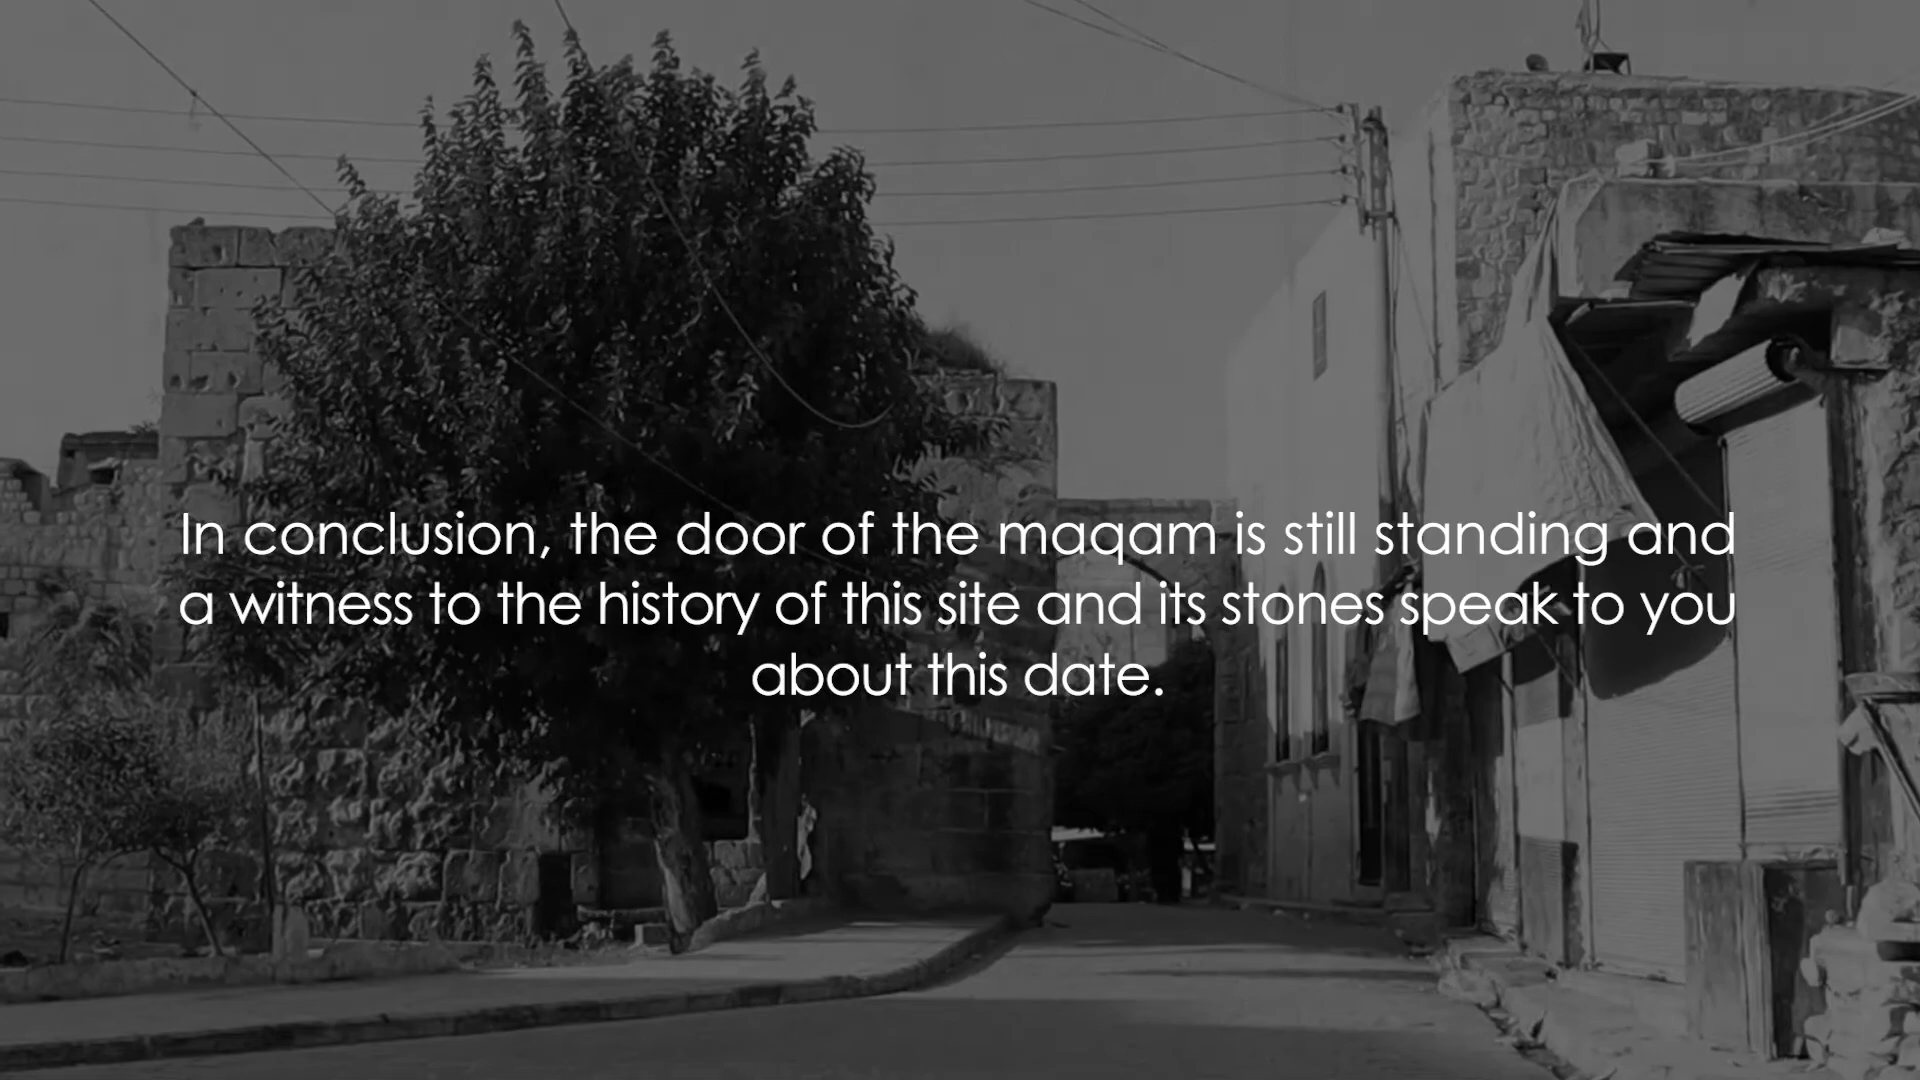 In conclusion, the door of the maqam is still standing and
a witness to the history of this site and its stones speak to you
about this date.